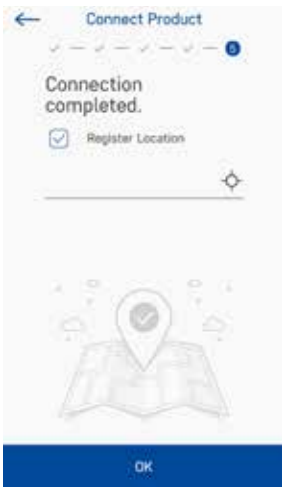 Connect Product
5
Connection
completed.
Register Location
OK